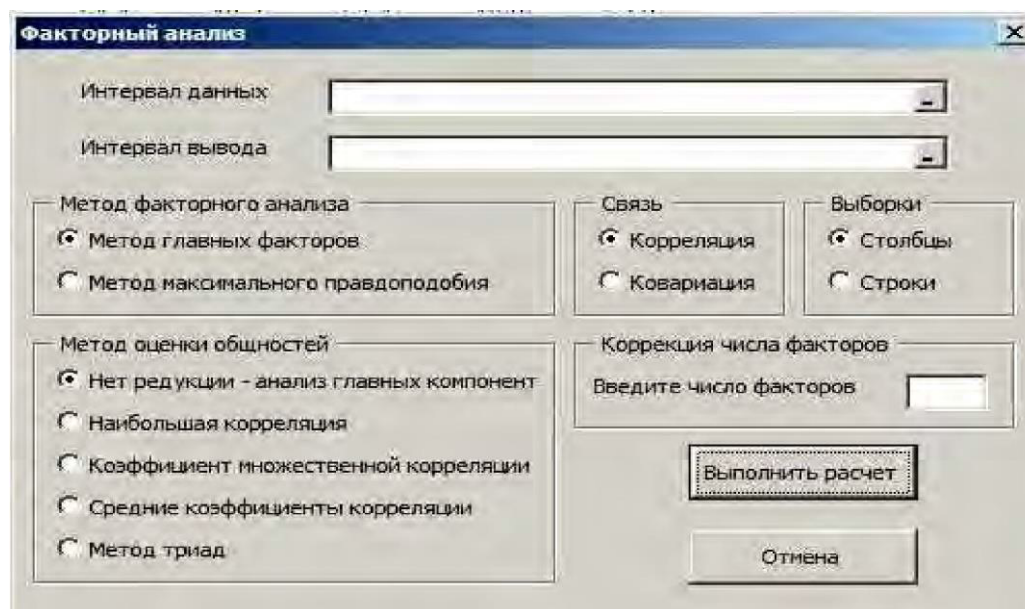 Факторный анализ
Интервал данных
Интервал вывода
Метод факторного анализа
Метод главных факторов
Метод максимального правдоподобия
Связь
Корреляция
Ковариация
Выборки
Столбцы
Строки
Метод оценки общностей
Нет редукции - анализ главных компонент
Наибольшая корреляция
Коэффициент множественной корреляции
Средние коэффициенты корреляции
Метод триад
Коррекция числа факторов
Введите число факторов
Выполнить расчет
Отмена